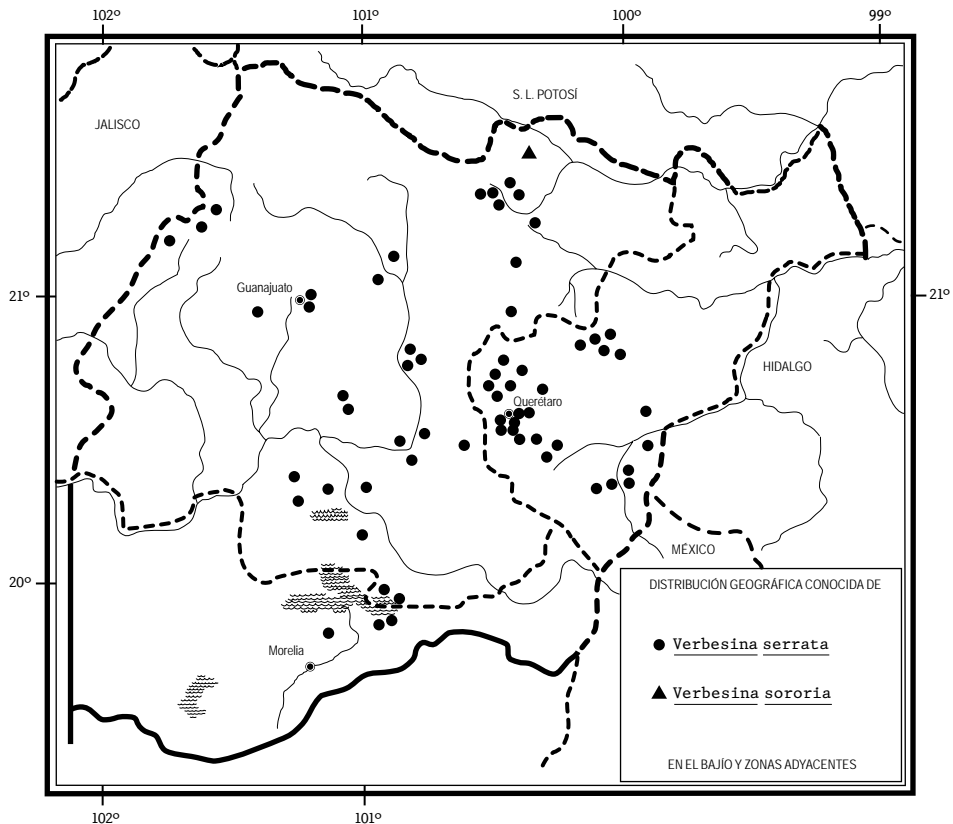 102º 101º 100º 99º
S. L. POTOSÍ
JALISCO
Guanajuato
21º 21º
HIDALGO
Querétaro
MÉXICO
20º
DISTRIBUCIÓN GEOGRÁFICA CONOCIDA DE
Verbesina serrata
Morelia
Verbesina sororia
EN EL BAJÍO Y ZONAS ADYACENTES
102º 101º